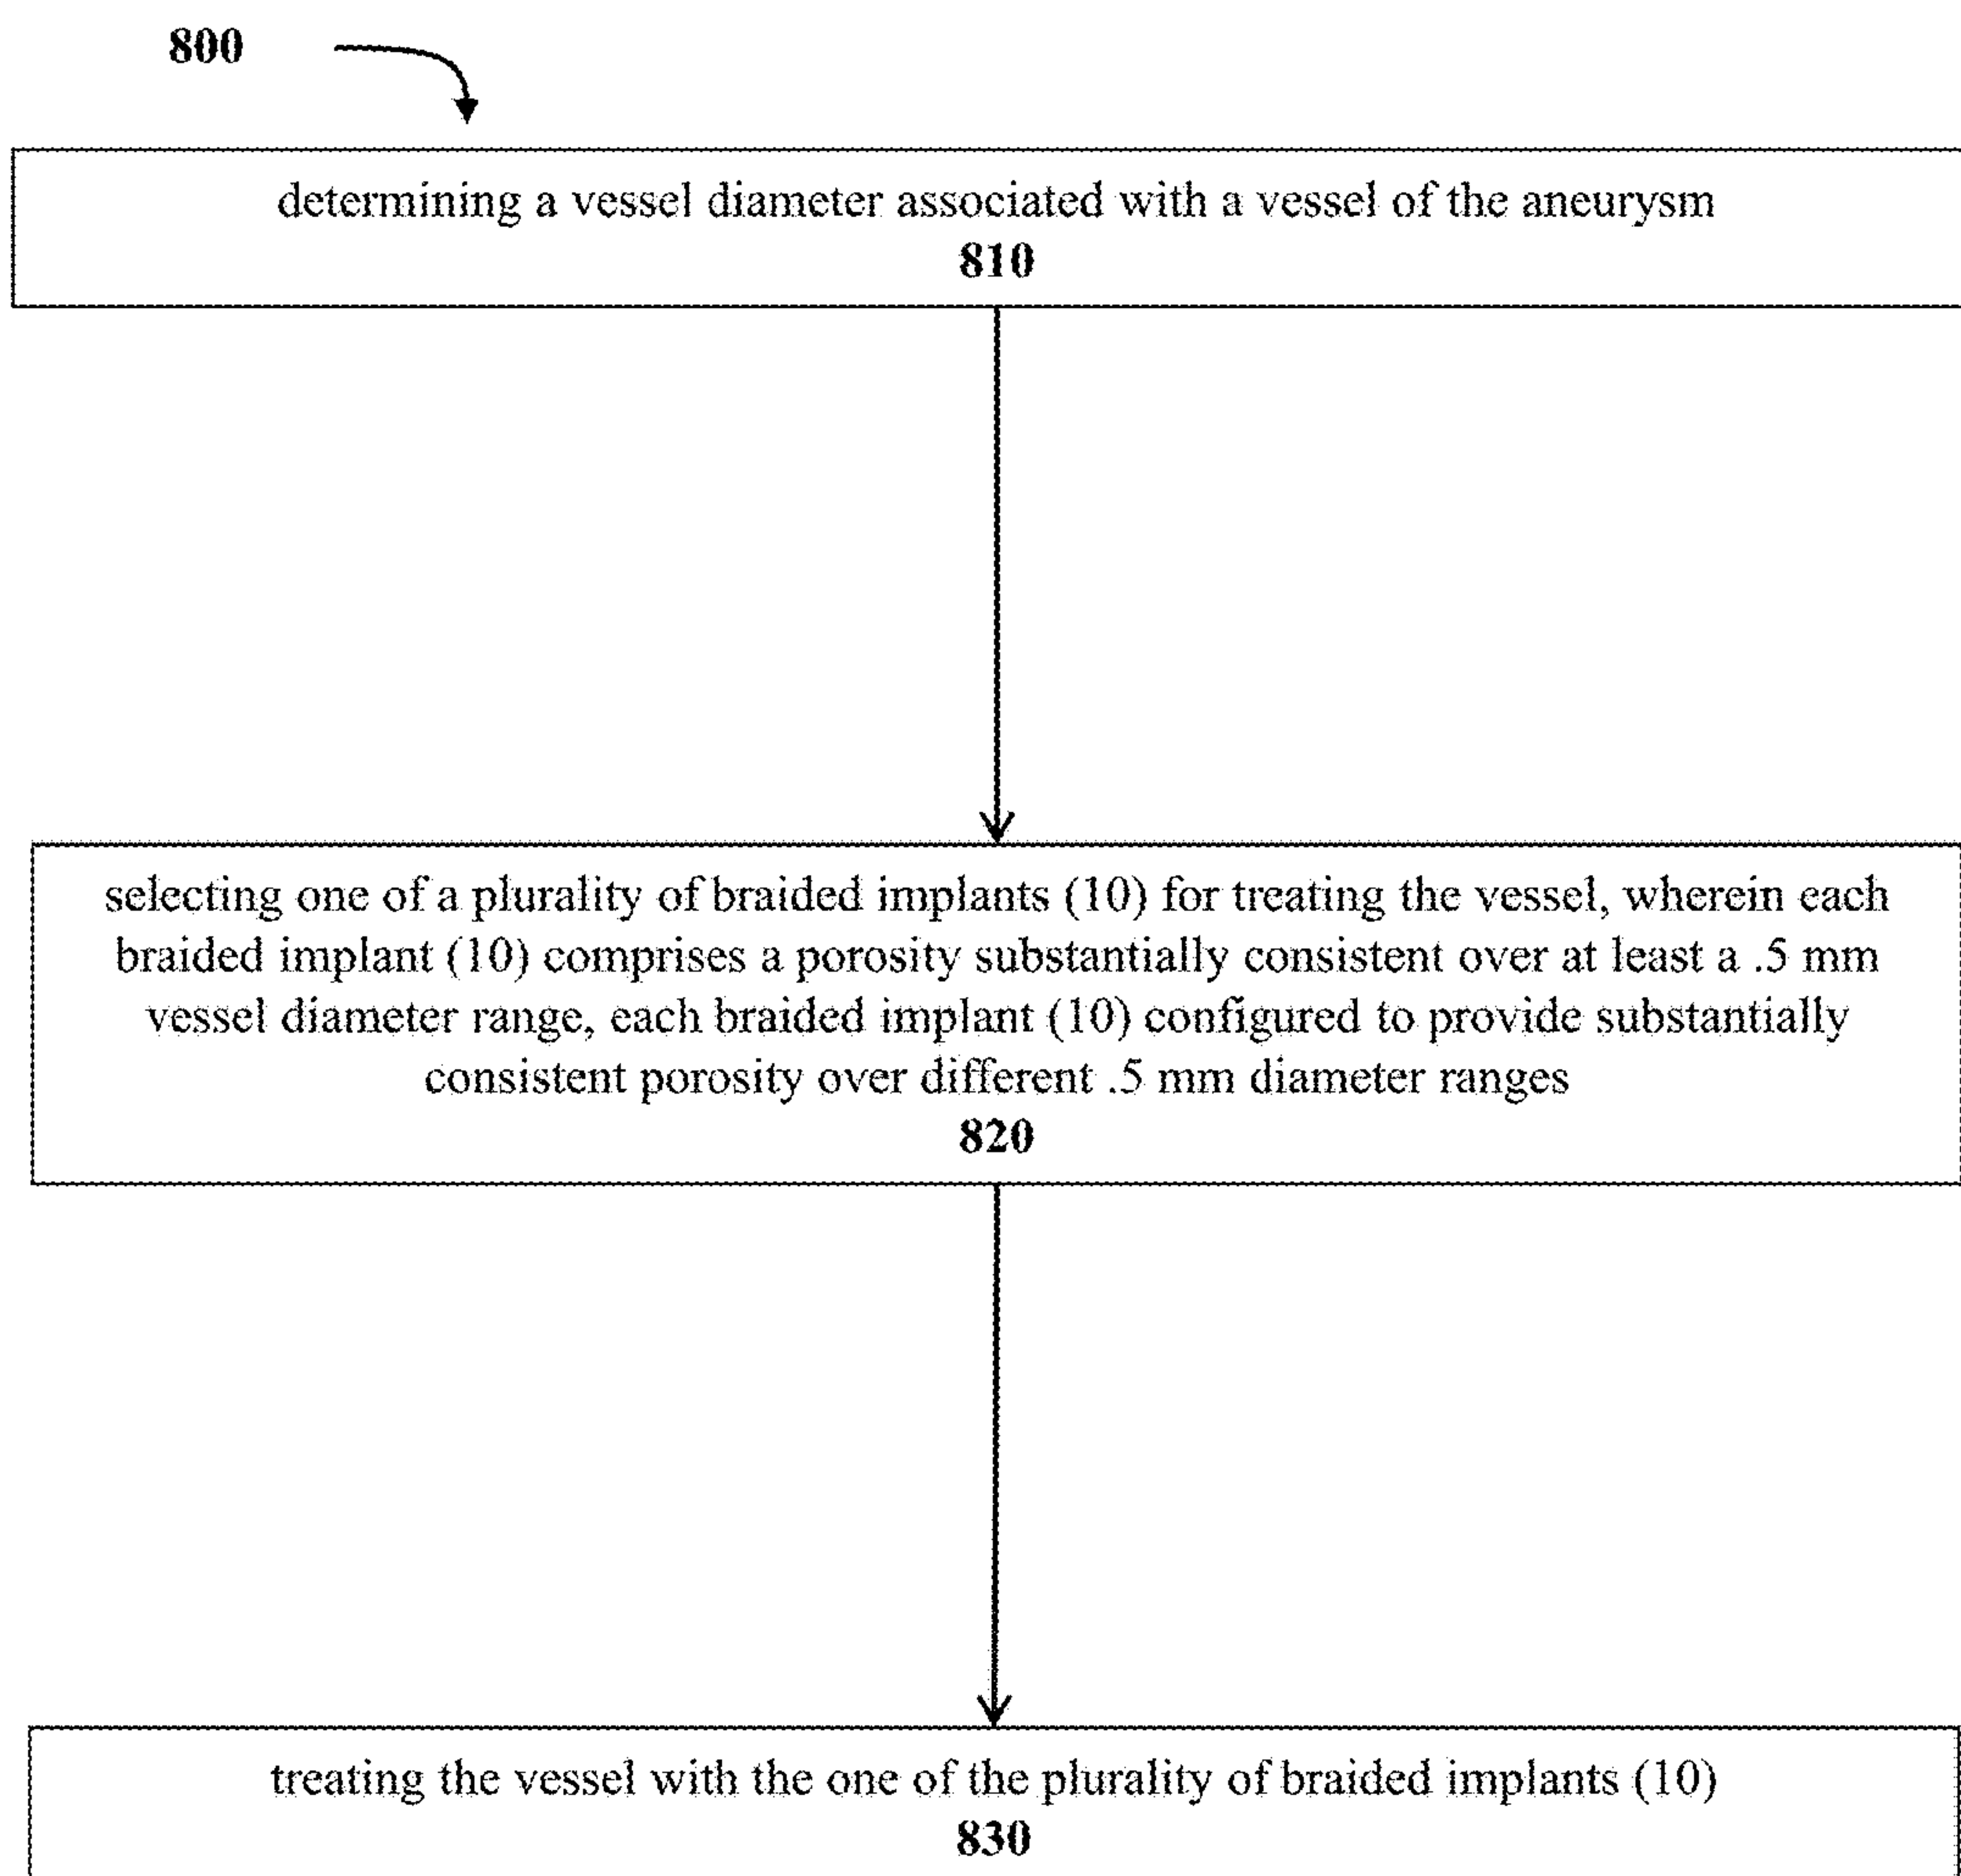 800
determining a vessel diameter associated with a vessel of the aneurysm
810
selecting one of a plurality of braided implants (10) for treating the vessel, wherein each
braided implant (10) comprises a porosity substantially consistent over at least a .5 mm
vessel diameter range, each braided implant (10) configured to provide substantially
consistent porosity over different .5 mm diameter ranges
820
treating the vessel with the one of the plurality of braided implants (10)
830